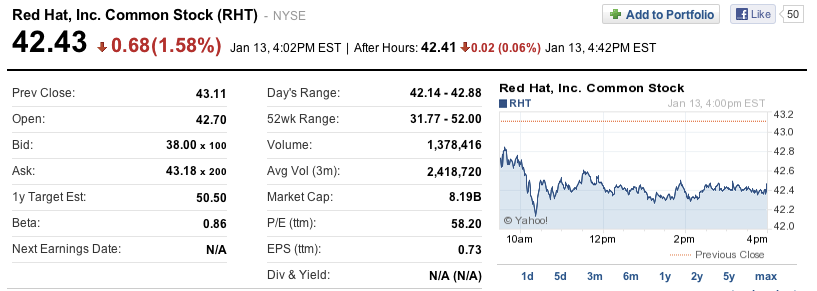 Red Hat, Inc. Common Stock (RHT) - NYSE
Add to Portfolio
Like 50
42.43 0.68(1.58%) Jan 13, 4:02PM EST | After Hours: 42.41 0.02 (0.06%) Jan 13, 4:42PM EST
Prev Close: 43.11
Open: 42.70
Bid: 38.00 x 100
Ask: 43.18 x 200
1y Target Est: 50.50
Beta: 0.86
Next Earnings Date: N/A
Day's Range: 42.14 - 42.88
52wk Range: 31.77 - 52.00
Volume: 1,378,416
Avg Vol (3m): 2,418,720
Market Cap: 8.19B
P/E (ttm): 58.20
EPS (ttm): 0.73
Div & Yield: N/A (N/A)
Red Hat, Inc. Common Stock
RHT Jan 13, 4:00pm EST
43.2
43.0
42.8
42.6
42.4
42.2
42.0
© Yahoo!
10am 12pm 2pm 4pm
Previous Close
1d 5d 3m 6m 1y 2y 5y max